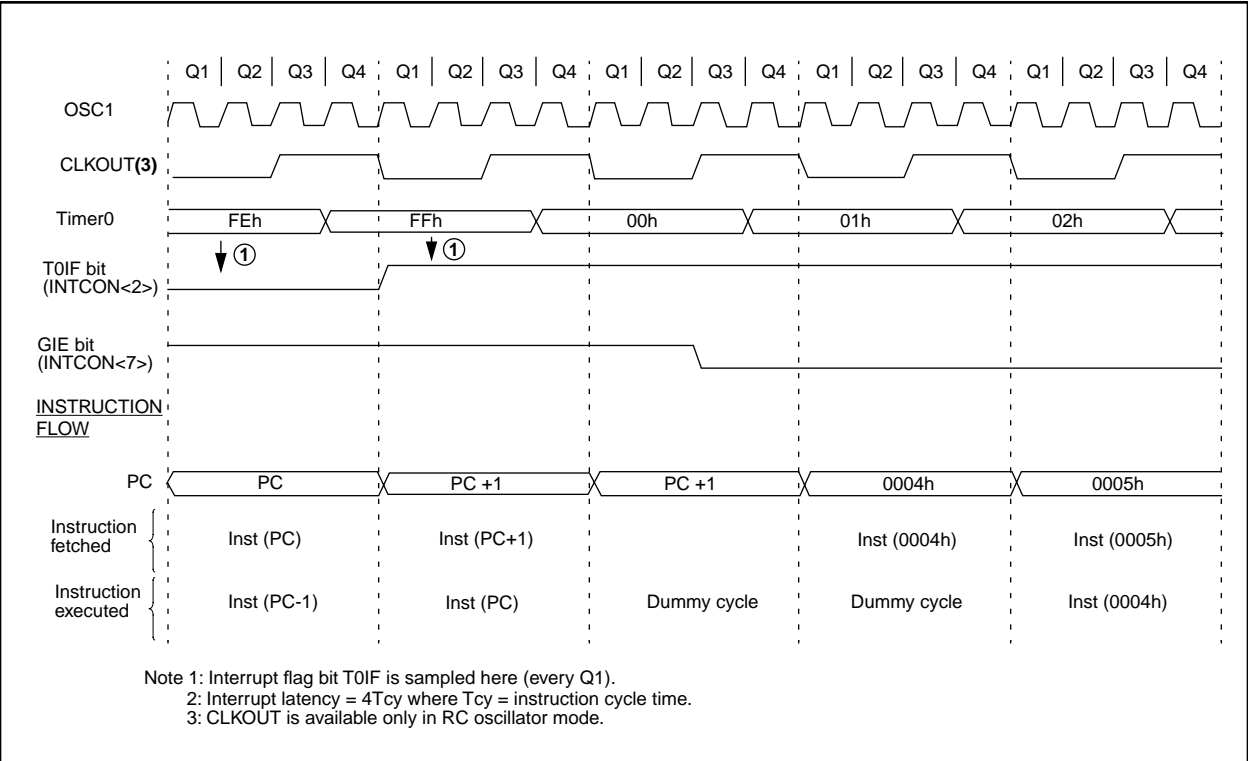 Q1 Q2 Q3 Q4 Q1 Q2 Q3 Q4 Q1 Q2 Q3 Q4 Q1 Q2 Q3 Q4 Q1 Q2 Q3 Q4
OSC1
CLKOUT(3)
Timer0 FEh FFh 00h 01h 02h
1 1
T0IF bit
(INTCON<2>)
GIE bit
(INTCON<7>)
INSTRUCTION
FLOW
PC PC PC +1 PC +1 0004h 0005h
Instruction
fetched
Inst (PC) Inst (PC+1) Inst (0004h) Inst (0005h)
Instruction
executed
Inst (PC-1) Inst (PC) Dummy cycle Dummy cycle Inst (0004h)
Note 1: Interrupt flag bit T0IF is sampled here (every Q1).
2: Interrupt latency = 4Tcy where Tcy = instruction cycle time.
3: CLKOUT is available only in RC oscillator mode.